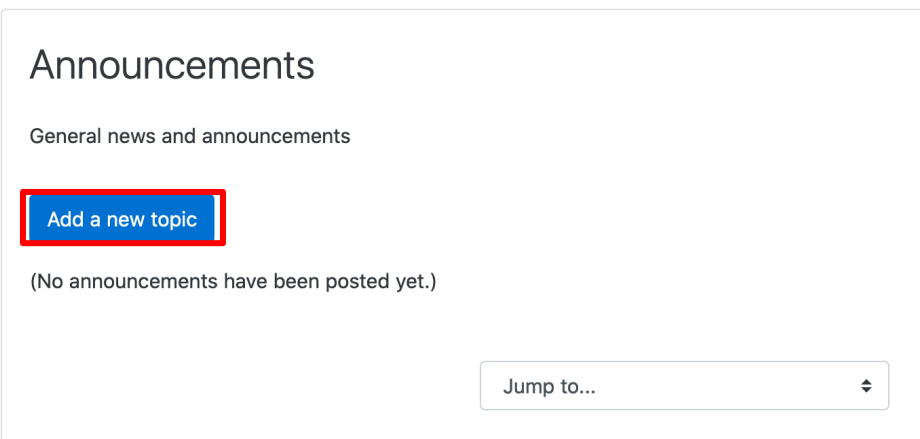 Announcements
General news and announcements
Add a new topic
(No announcements have been posted yet.)
Jump to...